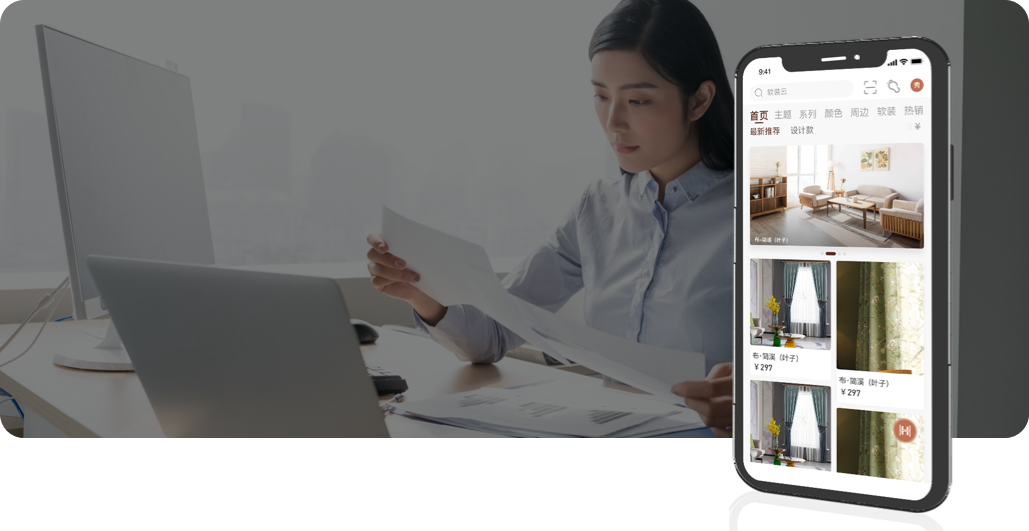 9:41
软装云
秀
首页 主题 系列 颜色 周边 软装 热销
最新推荐 设计款 ¥
布-简溪（叶子）
布-简溪（叶子）
¥ 297
布-简溪（叶子）
¥ 297